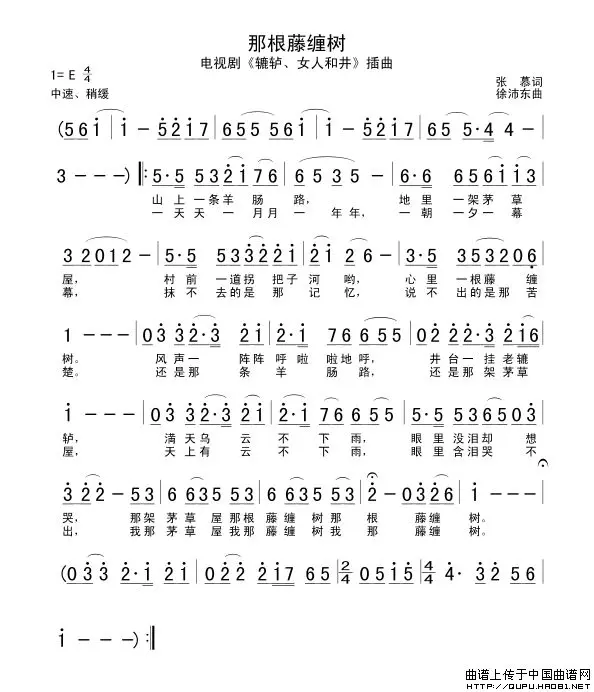 那根藤缠树
电视剧《辘轳、女人和井》插曲
1= E 4/4
中速、稍缓
张 慕词
徐沛东曲
(5 6 i | i - 5 2 1 7 | 6 5 5 5 6 i | i - 5 2 1 7 | 6 5 5· 4 4 -
3 - - -) |: 5· 5 5 3 2 i 7 6 | 6 5 3 5 | 6· 6 6 5 6 i i 3
山上一条羊肠路, 地里一架茅草
一天天一月月一年年, 一朝一夕一幕
3 2 0 1 2 - | 5· 5 5 3 3 2 2 1 | 2 i 2 6 - | 3· 5 3 5 3 2 0 6
屋, 村前一道拐把子河哟, 心里一根藤缠
幕, 抹不去的是那记忆, 说不出的是那苦
1 - - - | 0 3 3 2· 3 2 i | 2· i 7 6 6 5 5 | 0 2 2 2· 3 2 i 6
树。 风声一阵阵呼啦啦地呼, 井台一挂老辘
楚。 还是那条羊肠路, 还是那架茅草
i - - - | 0 3 3 2· 3 2 i | 2· i 7 6 5 5 | 3· 5 5 3 6 5 0 3
轳, 满天乌云不下雨, 眼里没泪却想
屋, 天上有云不下雨, 眼里含泪哭不
3 2 2 - 5 3 | 6 6 3 5 5 3 | 6 6 3 5 5 3 | 2 - 0 3 2 6 | i - - -
哭, 那架茅草屋那根藤缠树那根藤缠树。
出, 我那茅草屋我那藤缠树我那藤缠树。
(0 3 3 2· i 2 i | 0 2 2 2 i 7 6 5 | 2/4 5 i 5 | 4/4 4· 3 2 5 6
i - - -) :|
曲谱上传于中国曲谱网
HTTP://QUPU.HAO81.NET